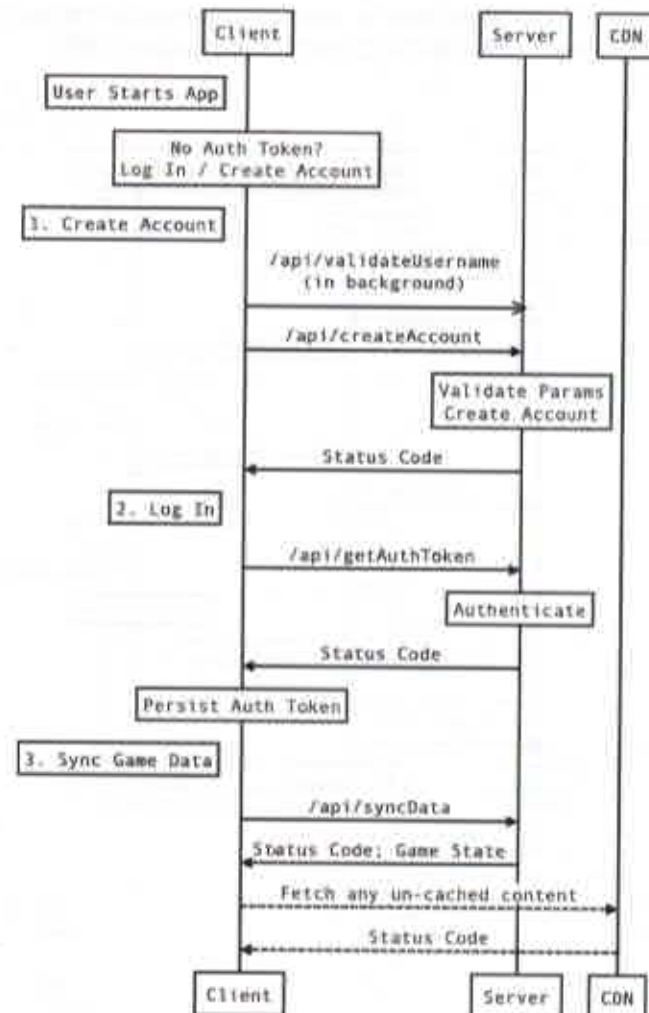 Client
Server
CDN
User Starts App
No Auth Token?
Log In / Create Account
1. Create Account
/api/validateUsername
(in background)
/api/createAccount
Validate Params
Create Account
Status Code
2. Log In
/api/getAuthToken
Authenticate
Status Code
Persist Auth Token
3. Sync Game Data
/api/syncData
Status Code; Game State
Fetch any un-cached content
Status Code
Client
Server
CDN